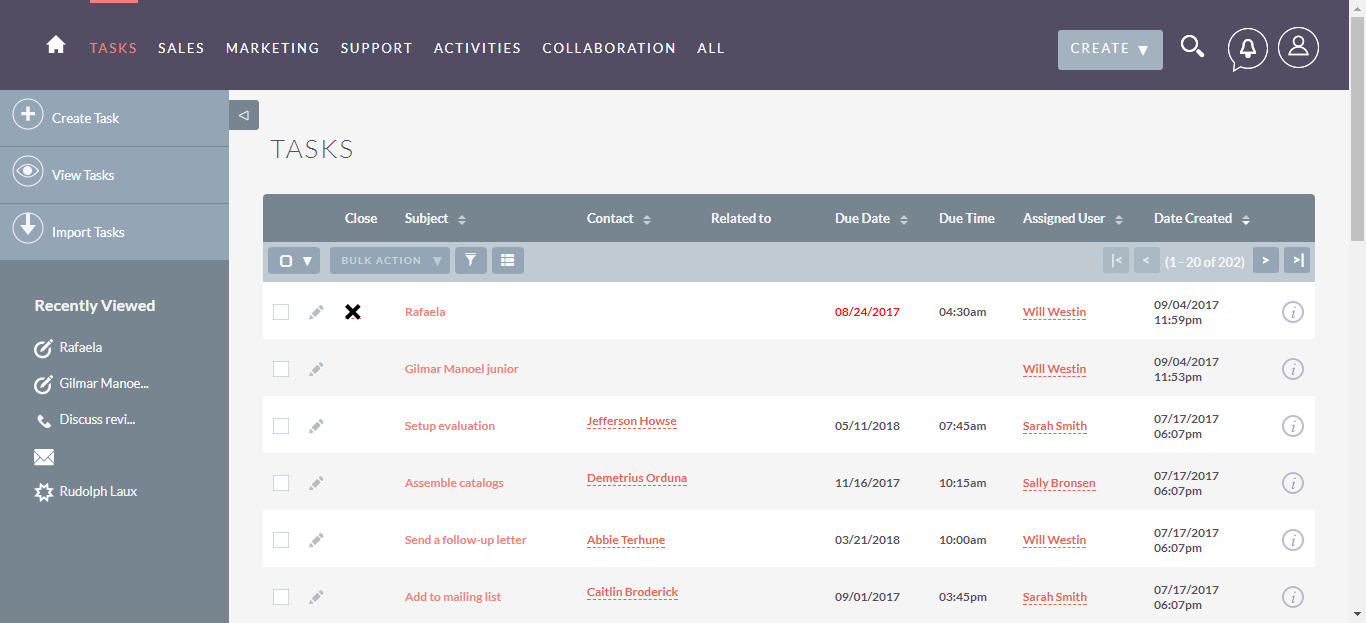 TASKS SALES MARKETING SUPPORT ACTIVITIES COLLABORATION ALL CREATE
Create Task
View Tasks
Import Tasks
Recently Viewed
Rafaela
Gilmar Manoe...
Discuss revi...
Rudolph Laux
TASKS
Close Subject Contact Related to Due Date Due Time Assigned User Date Created
BULK ACTION (1 - 20 of 202)
Rafaela 08/24/2017 04:30am Will Westin 09/04/2017
11:59pm
Gilmar Manoel junior Will Westin 09/04/2017
11:53pm
Setup evaluation Jefferson Howse 05/11/2018 07:45am Sarah Smith 07/17/2017
06:07pm
Assemble catalogs Demetrius Orduna 11/16/2017 10:15am Sally Bronsen 07/17/2017
06:07pm
Send a follow-up letter Abbie Terhune 03/21/2018 10:00am Will Westin 07/17/2017
06:07pm
Add to mailing list Caitlin Broderick 09/01/2017 03:45pm Sarah Smith 07/17/2017
06:07pm